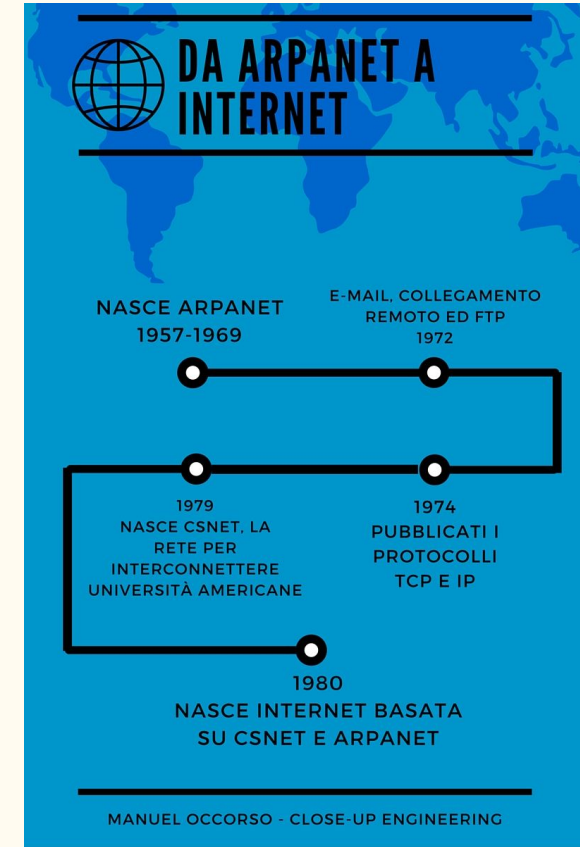 DA ARPANET A
INTERNET
NASCE ARPANET
1957-1969
E-MAIL, COLLEGAMENTO
REMOTO ED FTP
1972
1974
PUBBLICATI I
PROTOCOLLI
TCP E IP
1979
NASCE CSNET, LA
RETE PER
INTERCONNETTERE
UNIVERSITÀ AMERICANE
1980
NASCE INTERNET BASATA
SU CSNET E ARPANET
MANUEL OCCORSO - CLOSE-UP ENGINEERING